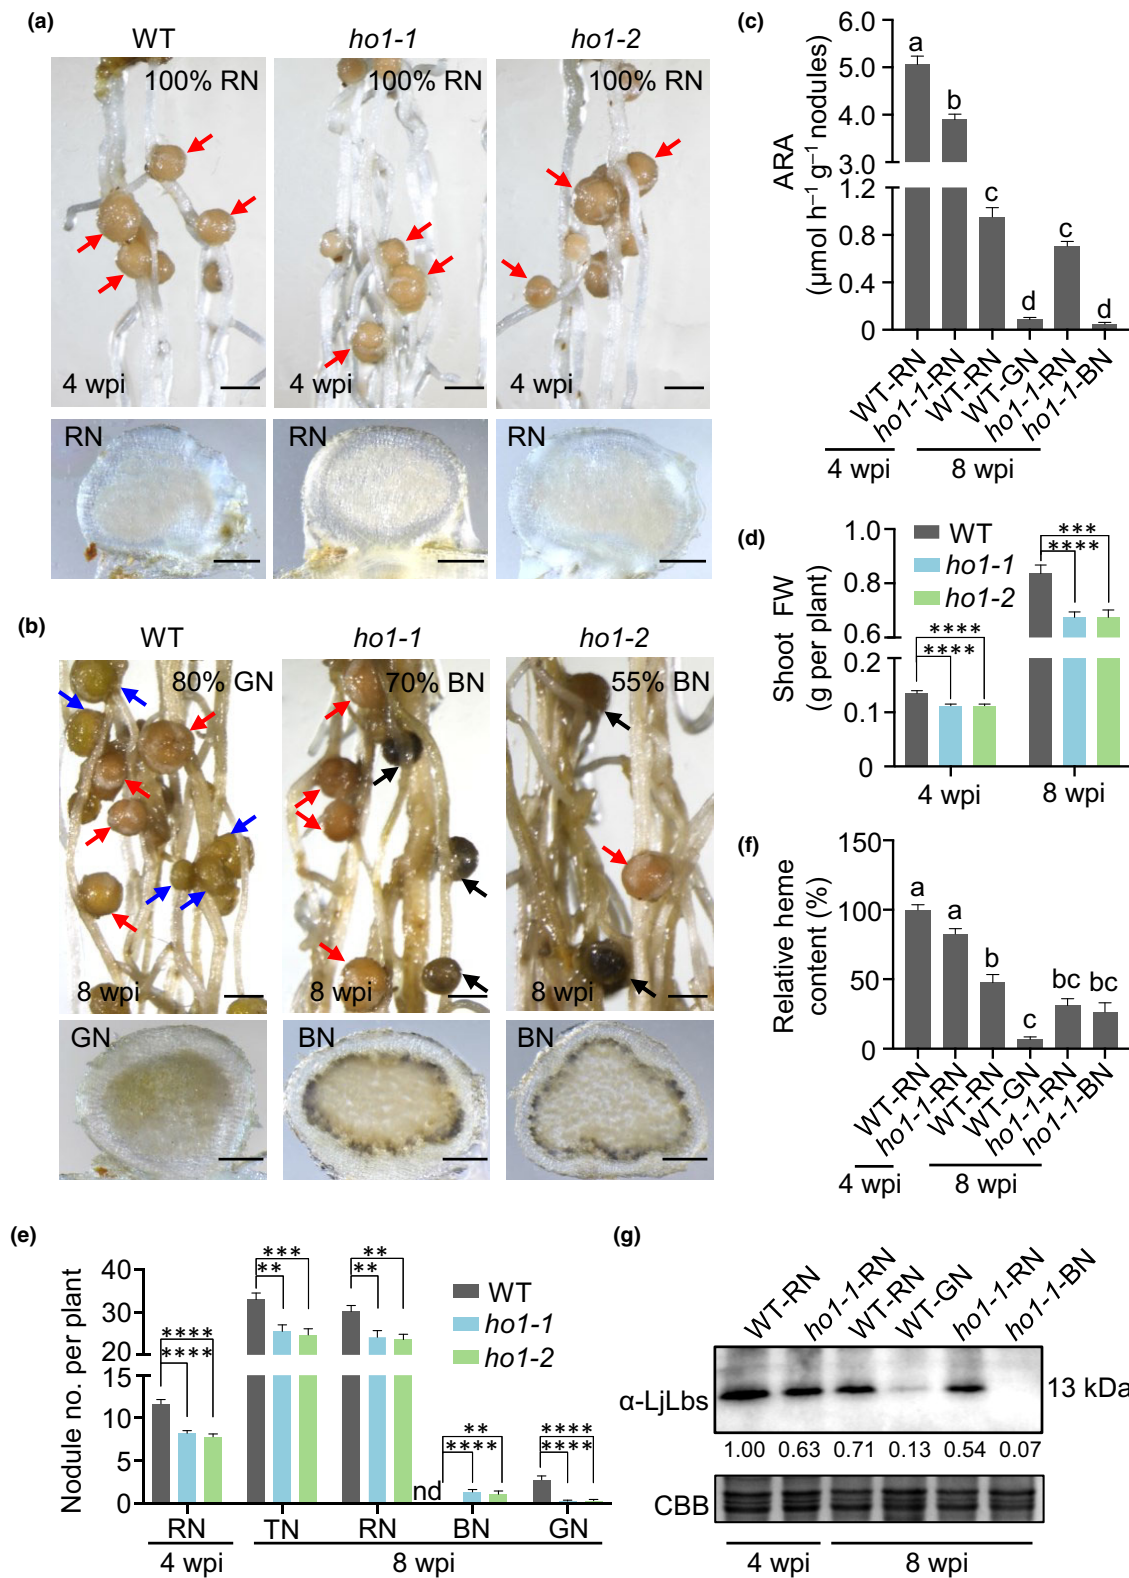 (a)
WT
ho1-1
ho1-2
100% RN
100% RN
100% RN
4 wpi
4 wpi
4 wpi
RN
RN
RN
(b)
WT
ho1-1
ho1-2
80% GN
70% BN
55% BN
8 wpi
8 wpi
8 wpi
GN
BN
BN
(c)
ARA
(µmol h⁻¹ g⁻¹ nodules)
5.0
4.0
3.0
1.2
0.8
0.4
0
a
b
c
d
c
d
WT-RN
ho1-1-RN
WT-RN
WT-GN
ho1-1-RN
ho1-1-BN
4 wpi
8 wpi
(d)
Shoot FW
(g per plant)
1.0
0.8
0.6
0.2
0.1
0
WT
ho1-1
ho1-2
****
****
***
****
4 wpi
8 wpi
(f)
Relative heme
content (%)
150
100
50
0
a
a
b
c
bc
bc
WT-RN
ho1-1-RN
WT-RN
WT-GN
ho1-1-RN
ho1-1-BN
4 wpi
8 wpi
(e)
Nodule no. per plant
40
30
20
15
10
5
0
****
****
***
**
**
**
nd
**
****
****
****
WT
ho1-1
ho1-2
RN
TN
RN
BN
GN
4 wpi
8 wpi
(g)
WT-RN
ho1-1-RN
WT-RN
WT-GN
ho1-1-RN
ho1-1-BN
α-LjLbs
13 kDa
1.00 0.63 0.71 0.13 0.54 0.07
CBB
4 wpi
8 wpi